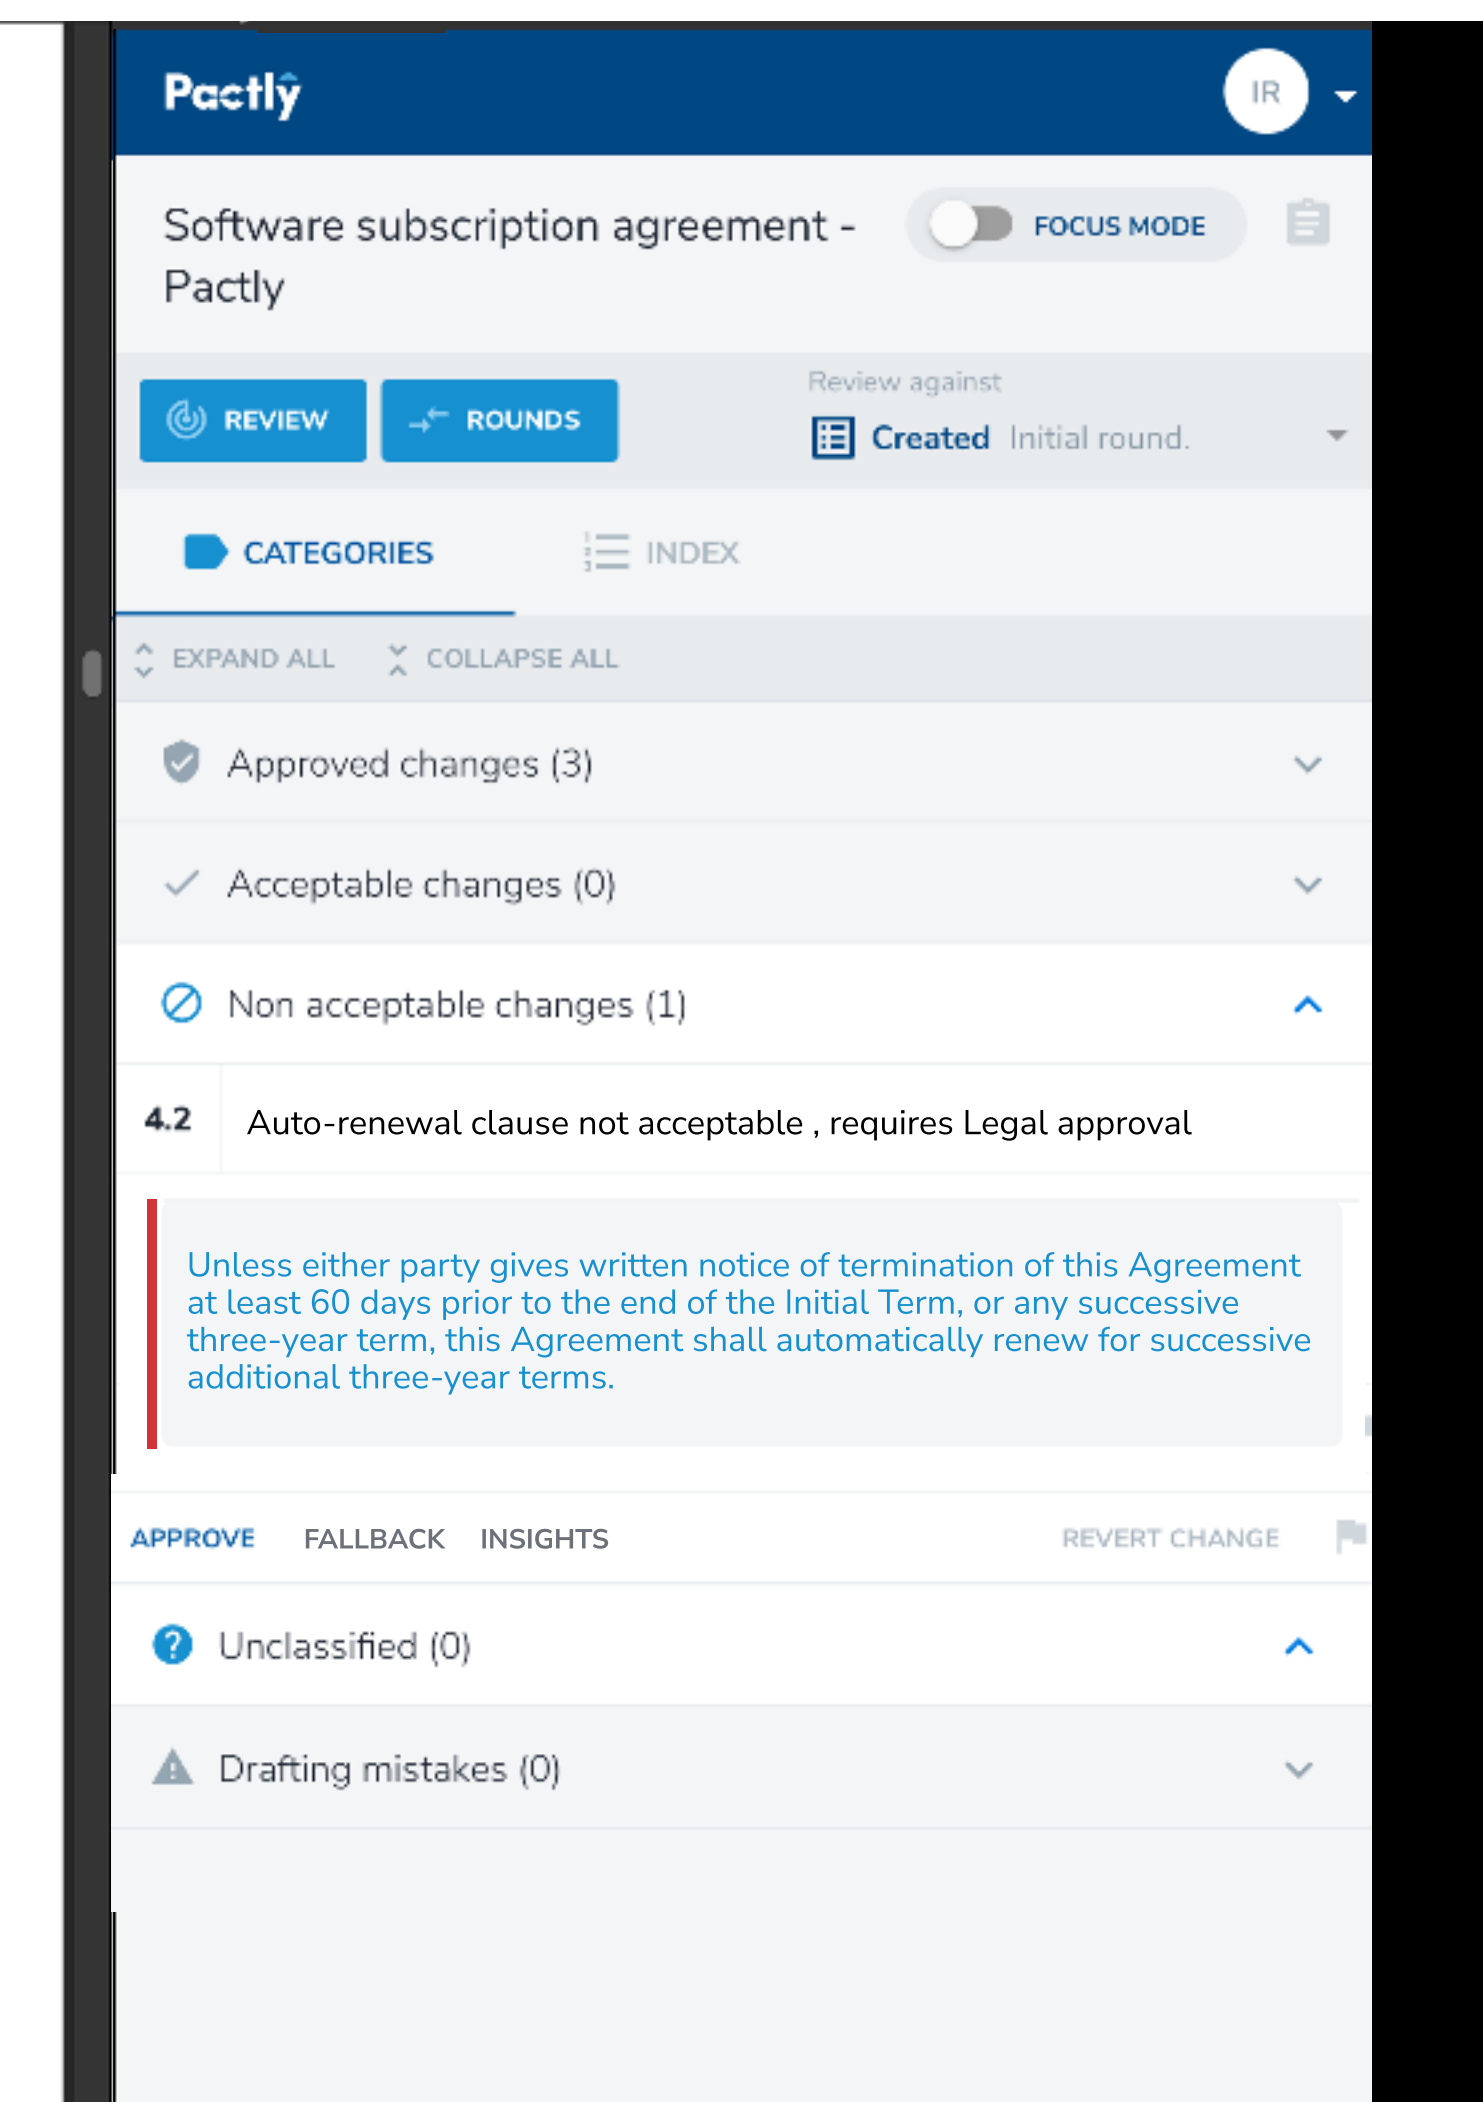 Pactly
IR
Software subscription agreement -
Pactly
FOCUS MODE
REVIEW
ROUNDS
Review against
Created Initial round.
CATEGORIES
1
2
3
INDEX
EXPAND ALL
COLLAPSE ALL
Approved changes (3)
Acceptable changes (0)
Non acceptable changes (1)
4.2
Auto-renewal clause not acceptable , requires Legal approval
Unless either party gives written notice of termination of this Agreement
at least 60 days prior to the end of the Initial Term, or any successive
three-year term, this Agreement shall automatically renew for successive
additional three-year terms.
APPROVE
FALLBACK
INSIGHTS
REVERT CHANGE
Unclassified (0)
Drafting mistakes (0)